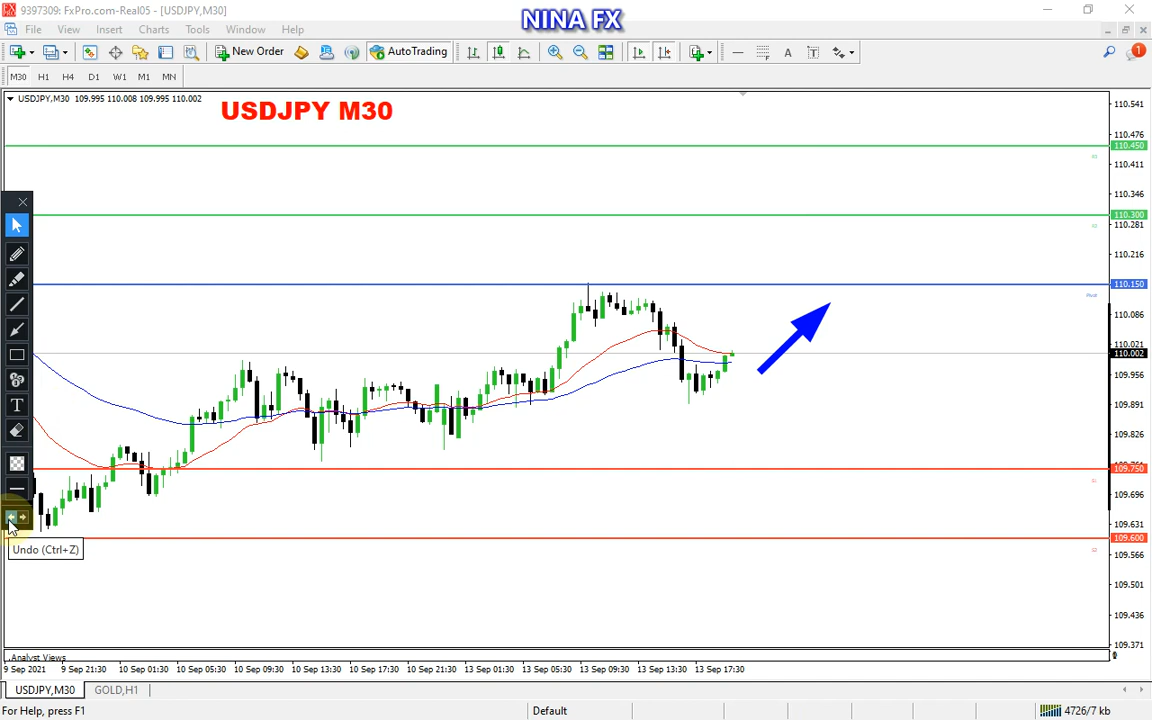 9397309: FxPro.com-Real05 - [USDJPY,M30]
NINA FX
File View Insert Charts Tools Window Help
New Order AutoTrading A T 1
M30 H1 H4 D1 W1 M1 MN
USDJPY,M30 109.995 110.008 109.995 110.002
USDJPY M30
110.541
110.476
110.450
110.411
110.346
110.300
110.281
110.216
110.150
Pivot
110.086
110.021
110.002
109.956
109.891
109.826
109.750
109.696
109.631
109.600
109.566
109.501
109.436
109.371
T
Undo (Ctrl+Z)
Analyst Views
9 Sep 2021 9 Sep 21:30 10 Sep 01:30 10 Sep 05:30 10 Sep 09:30 10 Sep 13:30 10 Sep 17:30 10 Sep 21:30 13 Sep 01:30 13 Sep 05:30 13 Sep 09:30 13 Sep 13:30 13 Sep 17:30
USDJPY,M30 GOLD,H1
For Help, press F1 Default 4726/7 kb